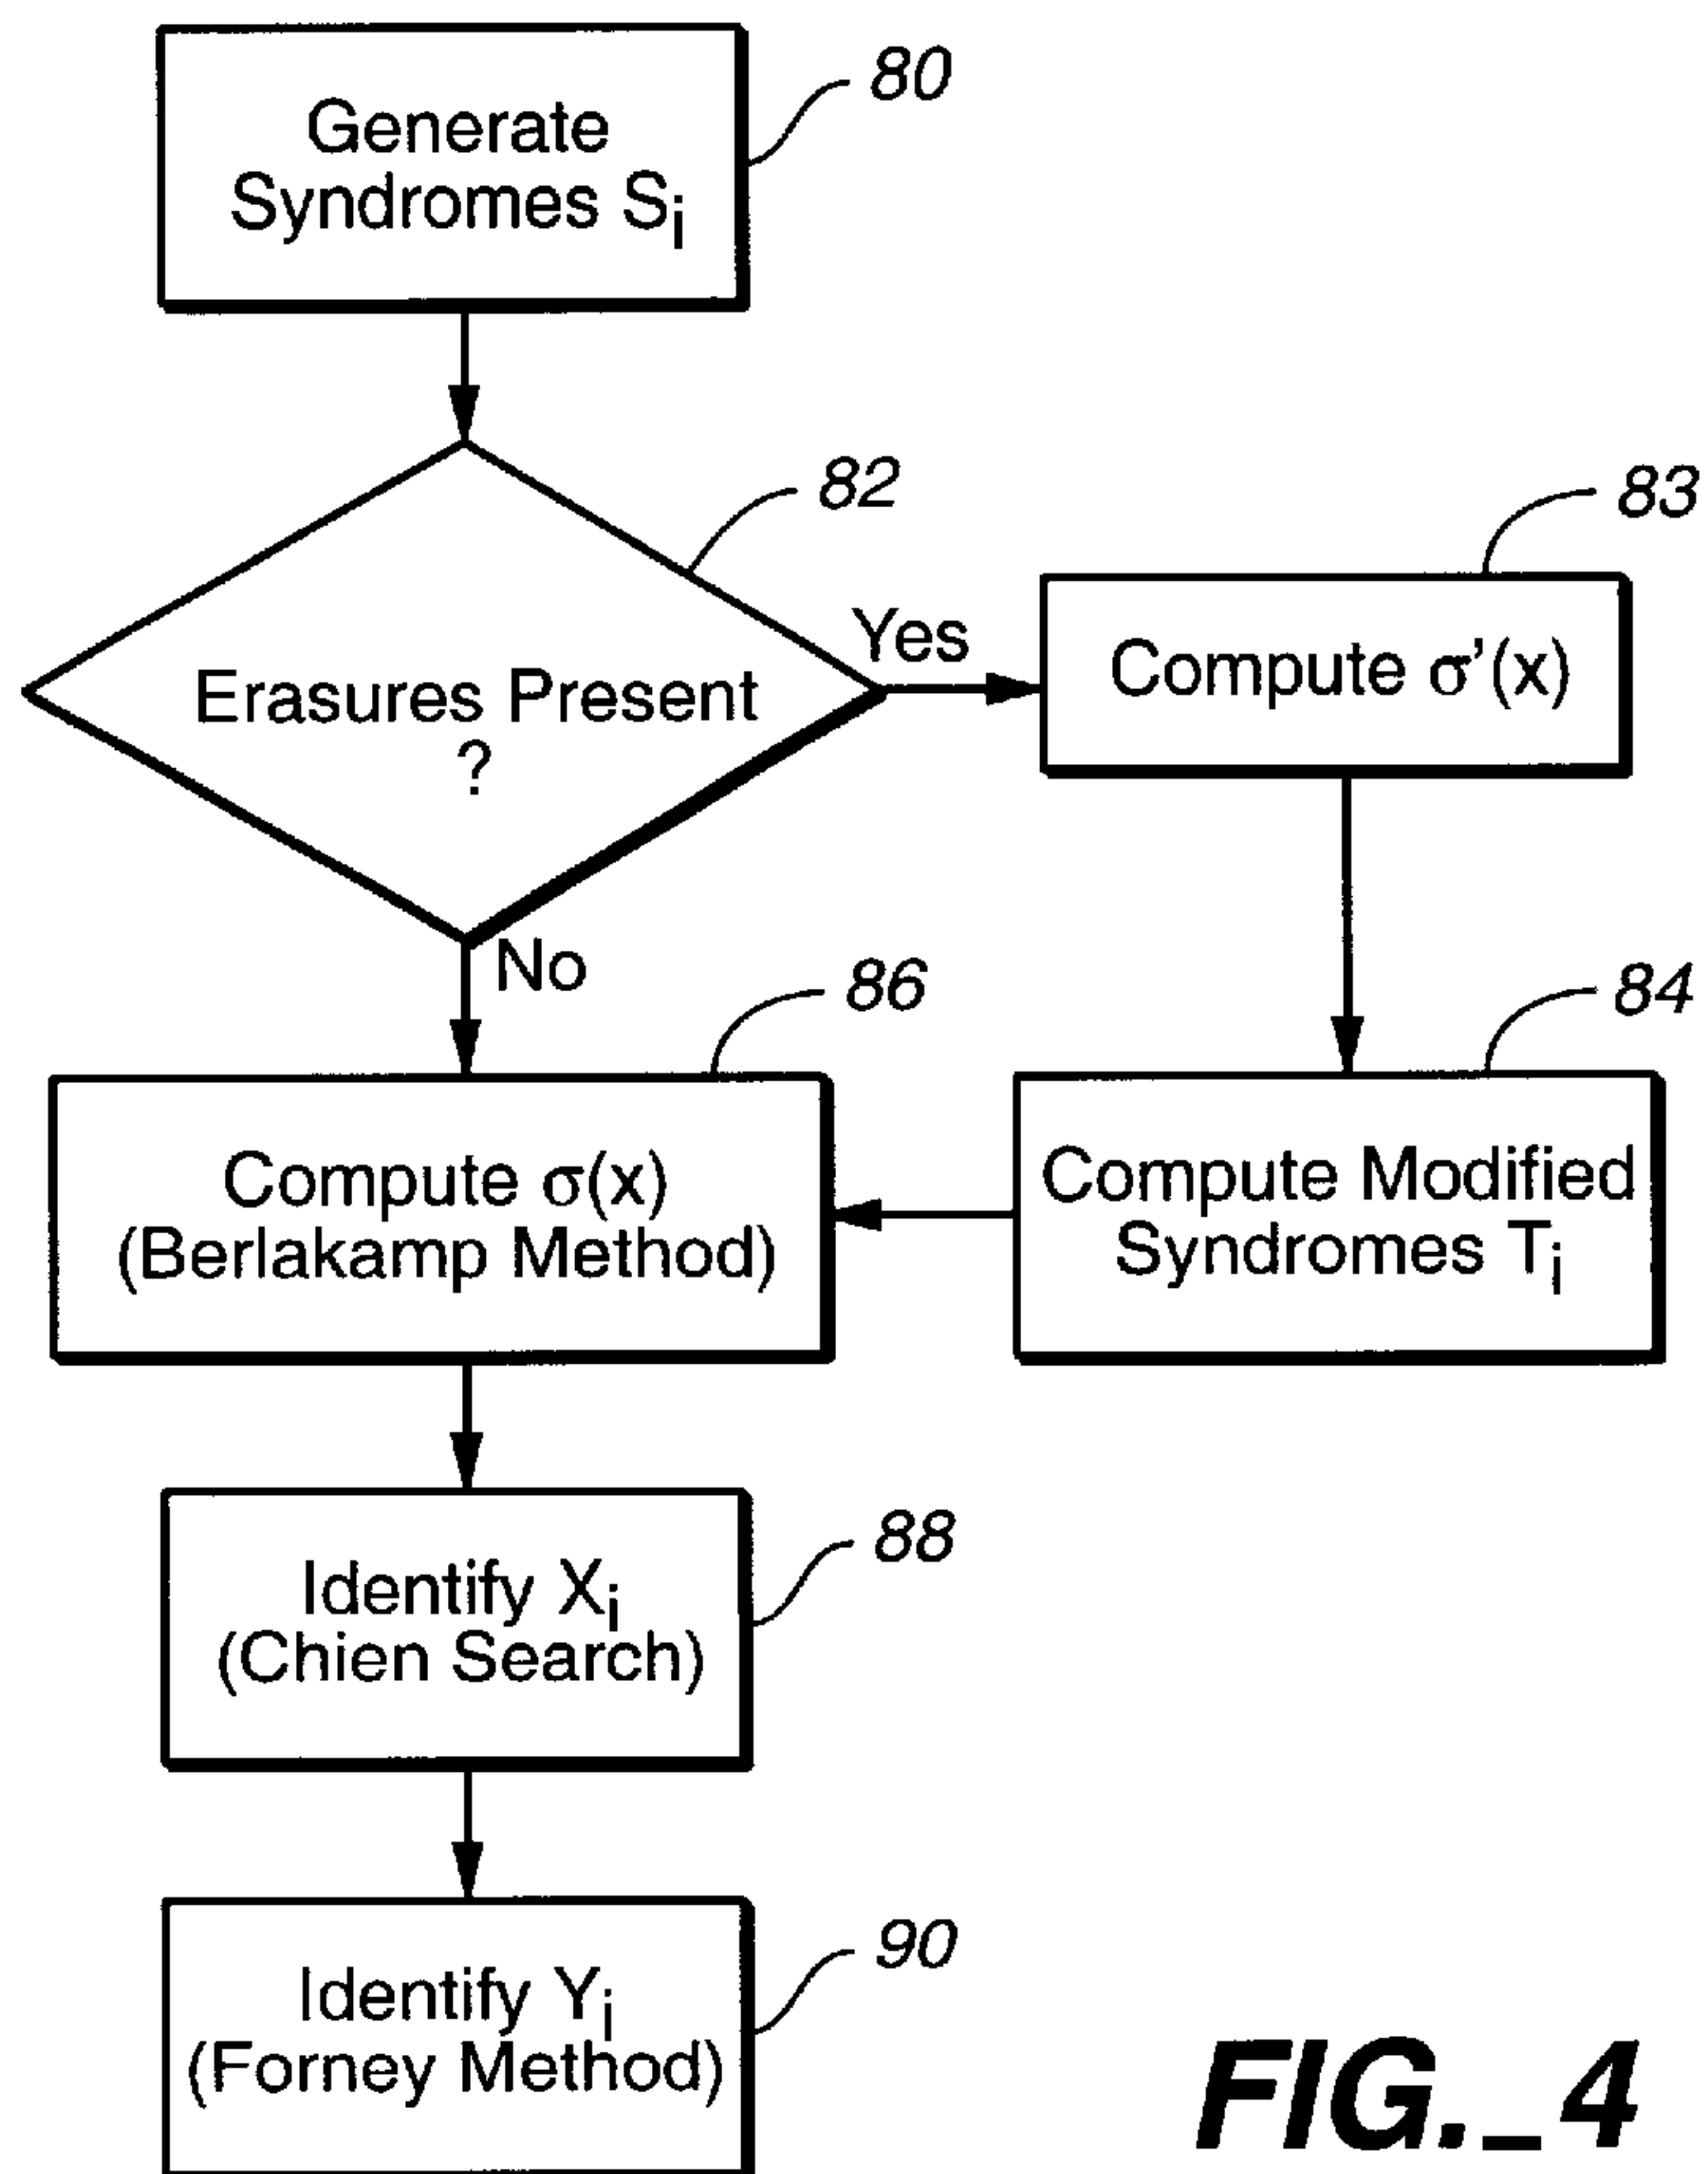 80
Generate
Syndromes Si
82
83
Yes
Compute σ'(x)
Erasures Present
?
No
86
84
Compute σ(x)
(Berlakamp Method)
Compute Modified
Syndromes Ti
88
Identify Xi
(Chien Search)
90
Identify Yi
(Forney Method)
FIG._4